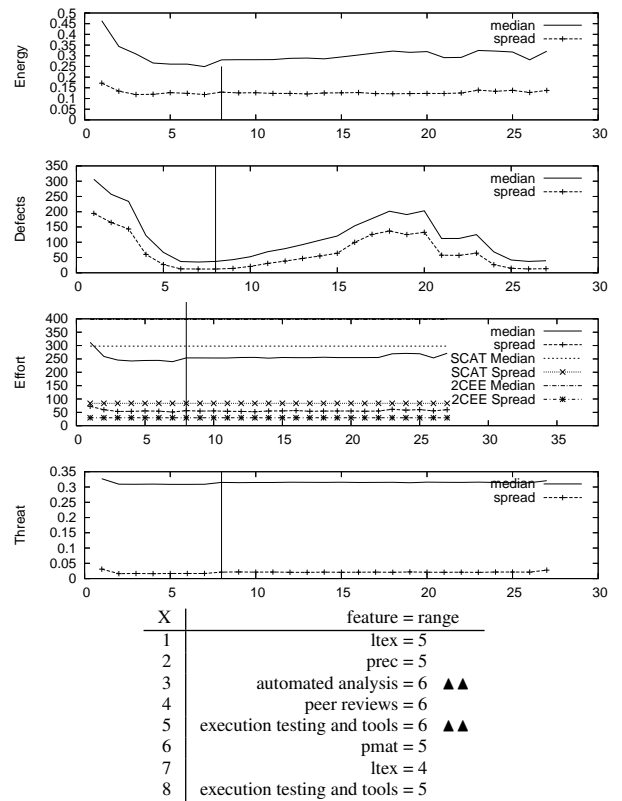 0.5
0.45
0.4
0.35
0.3
0.25
0.2
0.15
0.1
0.05
0
Energy
median
spread
0 5 10 15 20 25 30
350
300
250
200
150
100
50
0
Defects
median
spread
0 5 10 15 20 25 30
400
350
300
250
200
150
100
50
0
Effort
median
spread
SCAT Median
SCAT Spread
2CEE Median
2CEE Spread
0 5 10 15 20 25 30 35
0.35
0.3
0.25
0.2
0.15
0.1
0.05
0
Threat
median
spread
0 5 10 15 20 25 30
X feature = range
1 ltex = 5
2 prec = 5
3 automated analysis = 6 ▲▲
4 peer reviews = 6
5 execution testing and tools = 6 ▲▲
6 pmat = 5
7 ltex = 4
8 execution testing and tools = 5